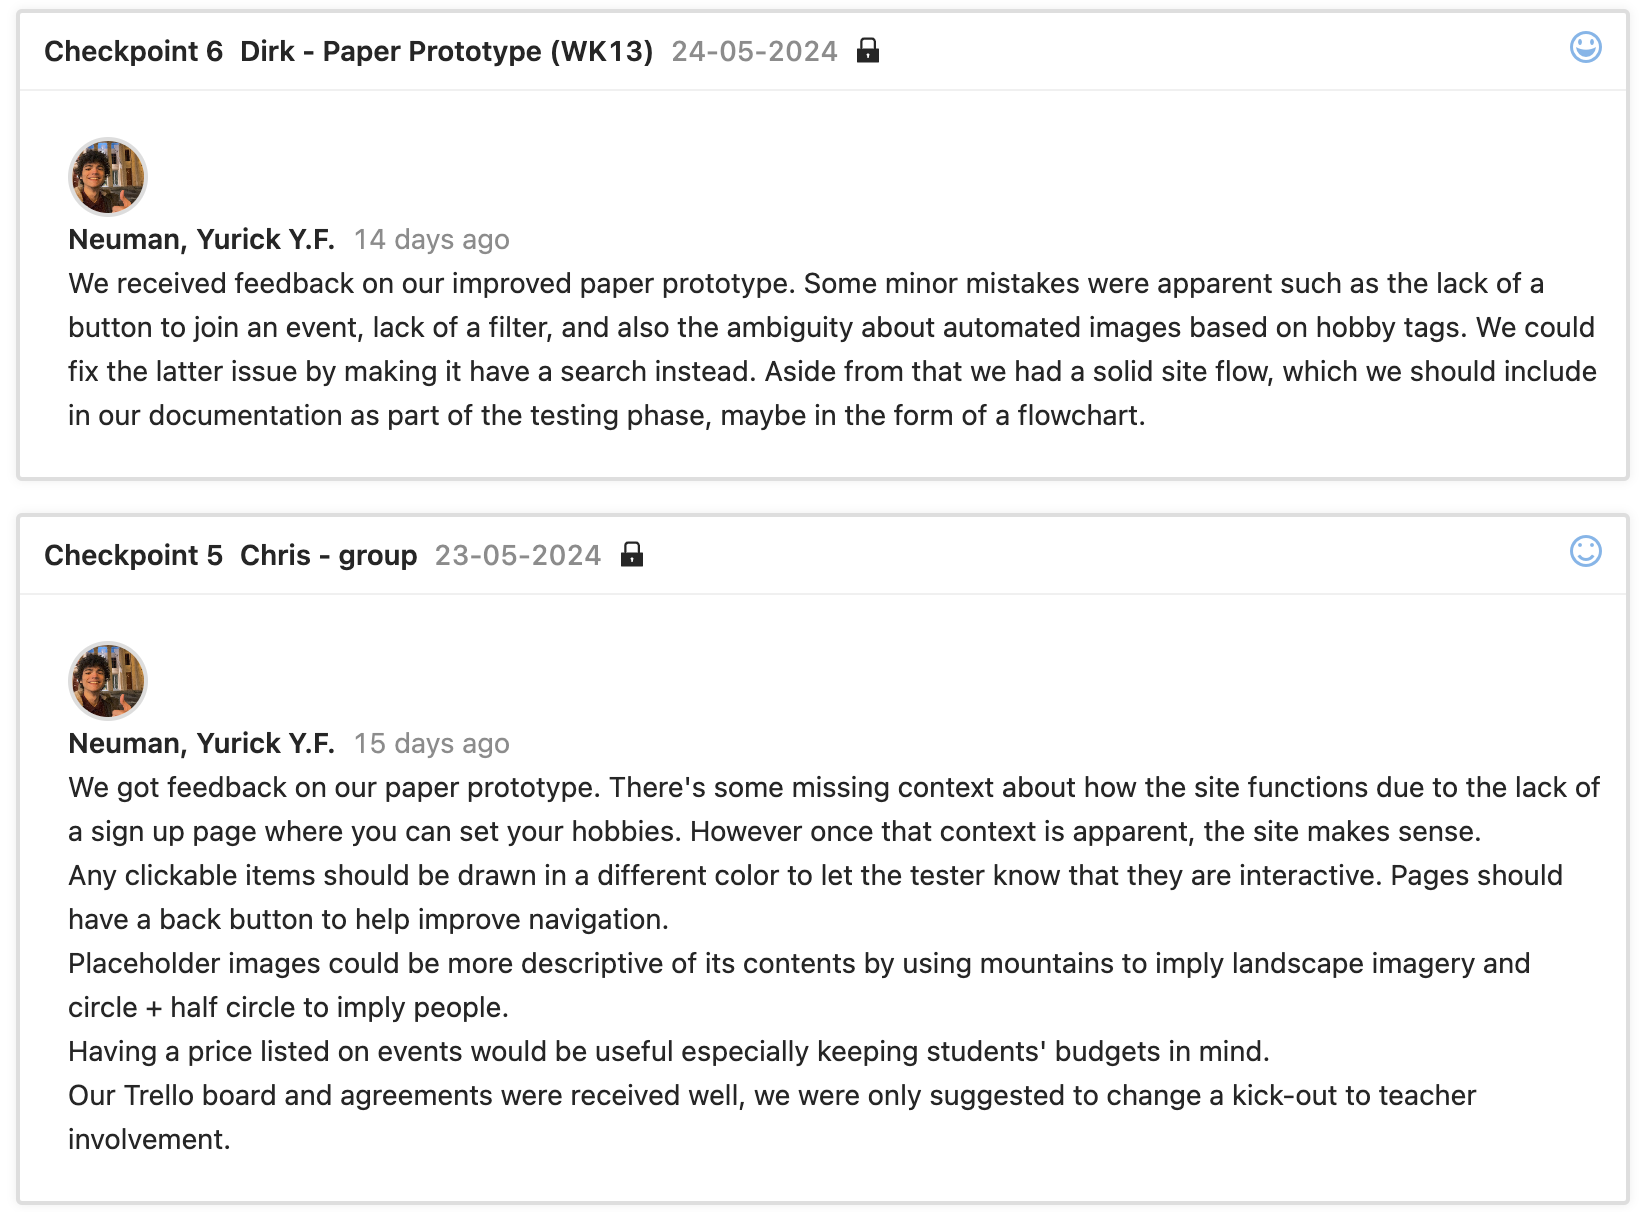 Checkpoint 6 Dirk - Paper Prototype (WK13) 24-05-2024
Neuman, Yurick Y.F. 14 days ago
We received feedback on our improved paper prototype. Some minor mistakes were apparent such as the lack of a
button to join an event, lack of a filter, and also the ambiguity about automated images based on hobby tags. We could
fix the latter issue by making it have a search instead. Aside from that we had a solid site flow, which we should include
in our documentation as part of the testing phase, maybe in the form of a flowchart.
Checkpoint 5 Chris - group 23-05-2024
Neuman, Yurick Y.F. 15 days ago
We got feedback on our paper prototype. There's some missing context about how the site functions due to the lack of
a sign up page where you can set your hobbies. However once that context is apparent, the site makes sense.
Any clickable items should be drawn in a different color to let the tester know that they are interactive. Pages should
have a back button to help improve navigation.
Placeholder images could be more descriptive of its contents by using mountains to imply landscape imagery and
circle + half circle to imply people.
Having a price listed on events would be useful especially keeping students' budgets in mind.
Our Trello board and agreements were received well, we were only suggested to change a kick-out to teacher
involvement.